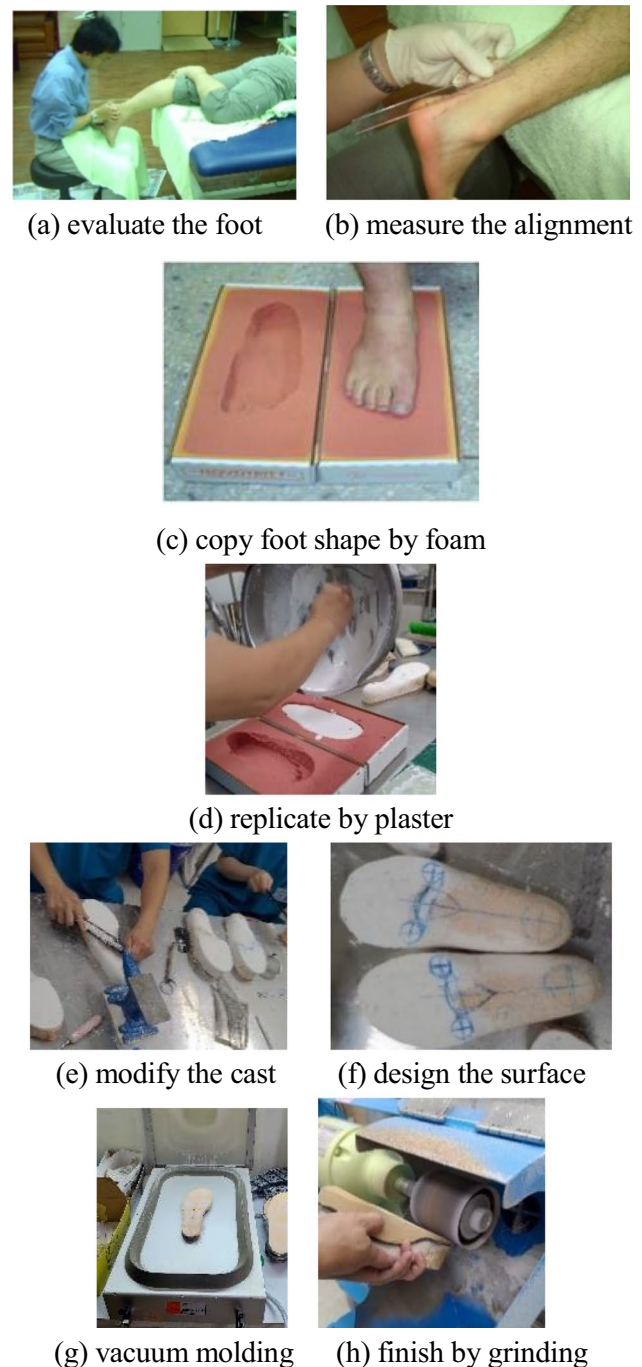 (a) evaluate the foot
(b) measure the alignment
(c) copy foot shape by foam
(d) replicate by plaster
(e) modify the cast
(f) design the surface
(g) vacuum molding
(h) finish by grinding